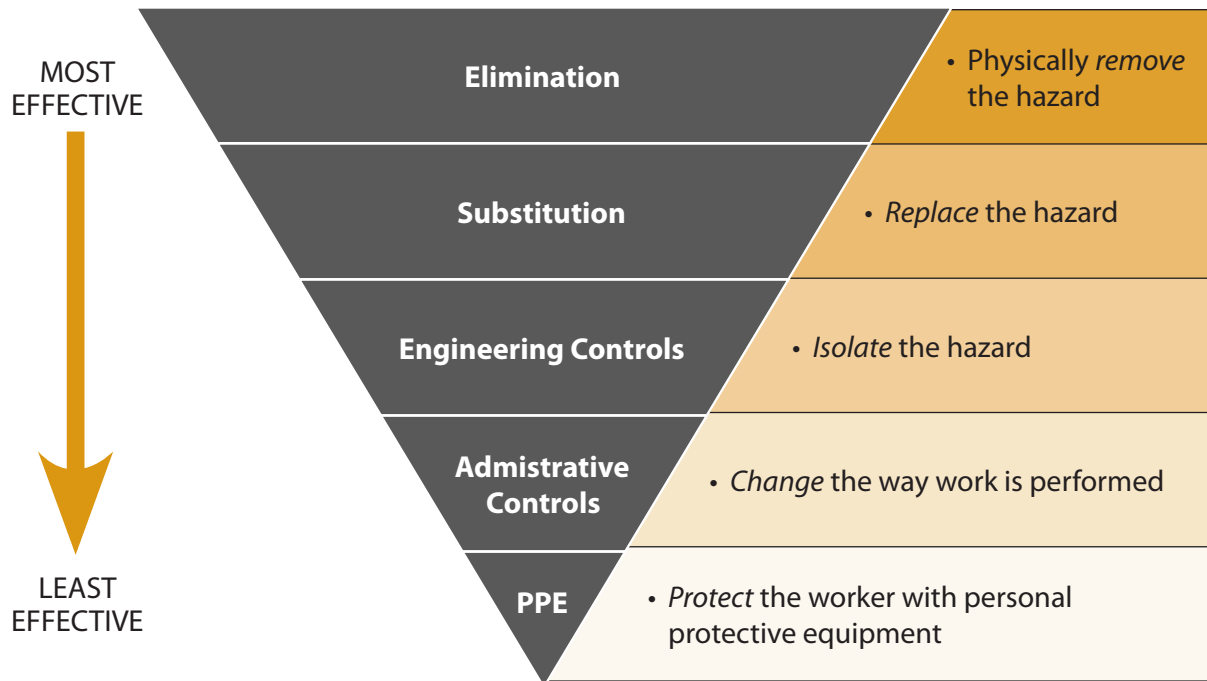 MOST
EFFECTIVE
Elimination
• Physically remove
the hazard
Substitution
• Replace the hazard
Engineering Controls
• Isolate the hazard
Admistrative
Controls
• Change the way work is performed
LEAST
EFFECTIVE
PPE
• Protect the worker with personal
protective equipment